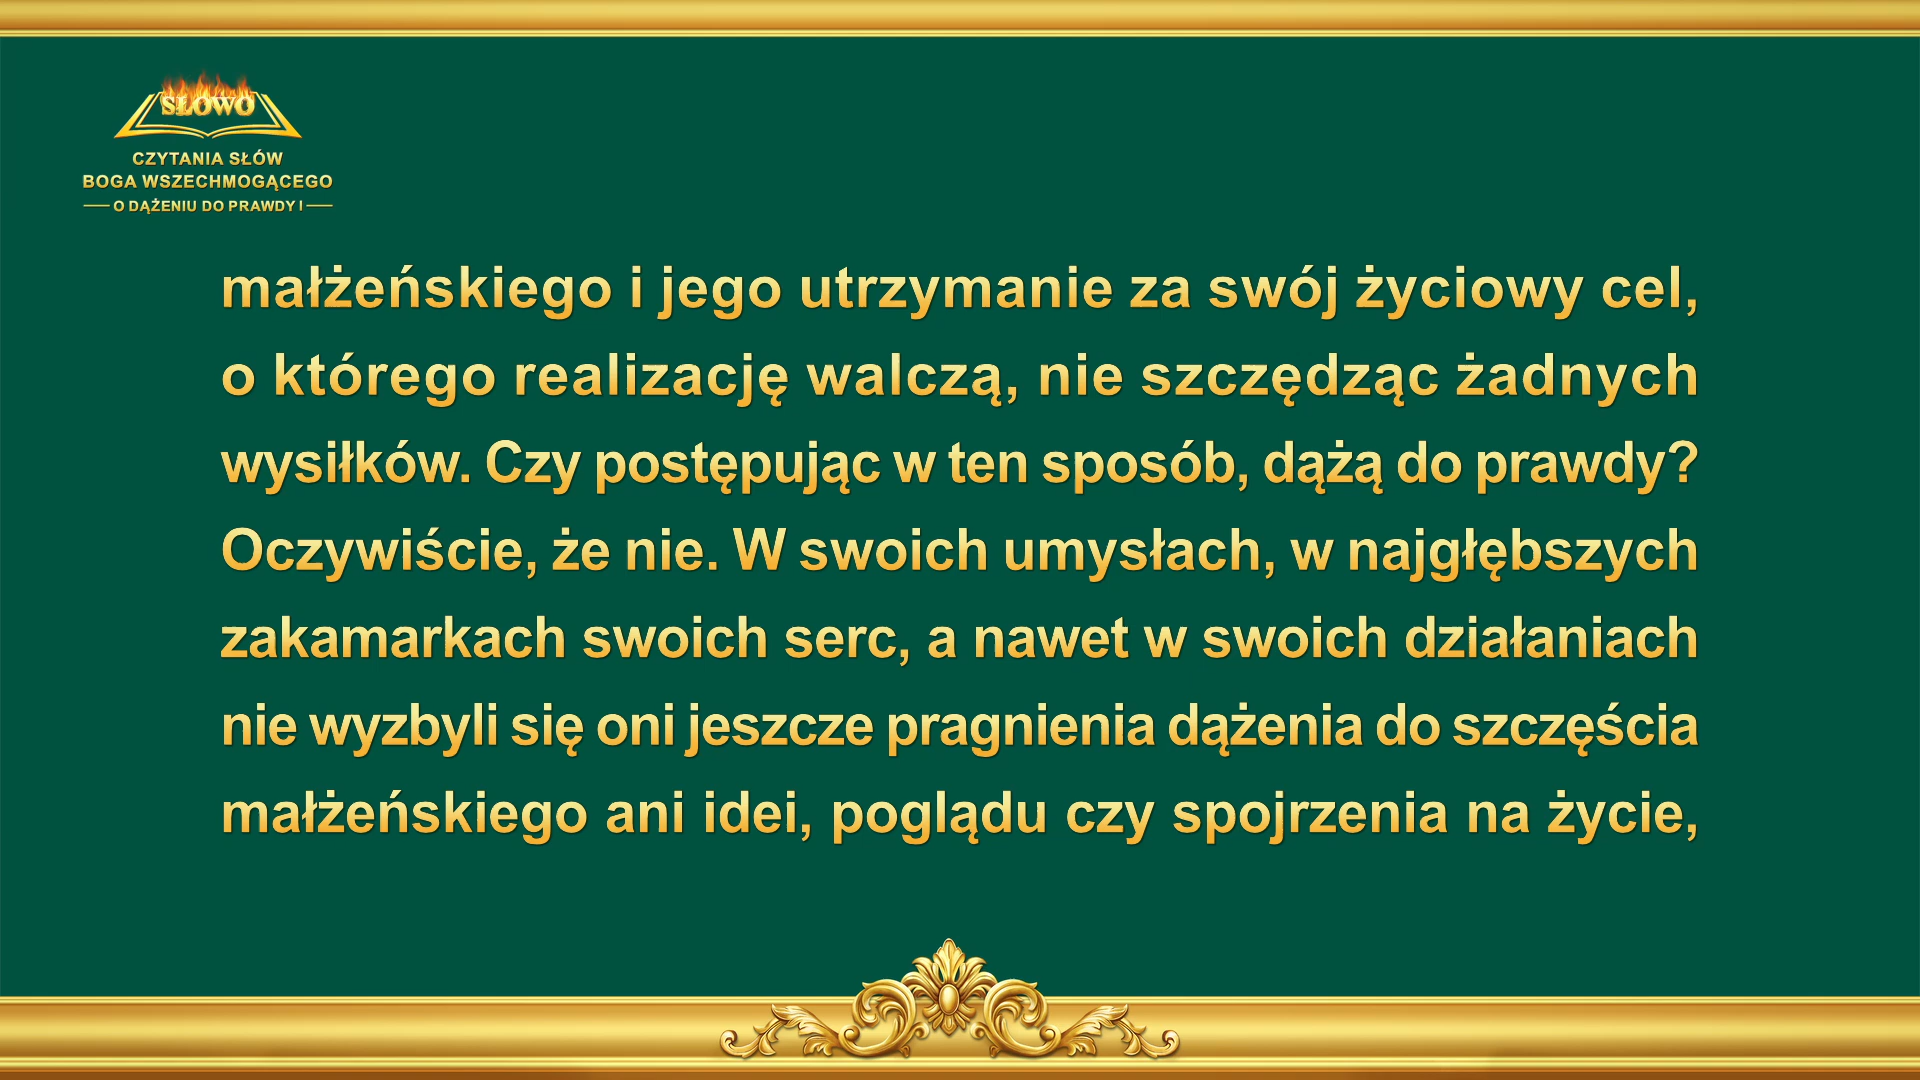 SŁOWO
CZYTANIA SŁÓW
BOGA WSZECHMOGĄCEGO
O DĄŻENIU DO PRAWDY I
małżeńskiego i jego utrzymanie za swój życiowy cel,
o którego realizację walczą, nie szczędząc żadnych
wysiłków. Czy postępując w ten sposób, dążą do prawdy?
Oczywiście, że nie. W swoich umysłach, w najgłębszych
zakamarkach swoich serc, a nawet w swoich działaniach
nie wyzbyli się oni jeszcze pragnienia dążenia do szczęścia
małżeńskiego ani idei, poglądu czy spojrzenia na życie,